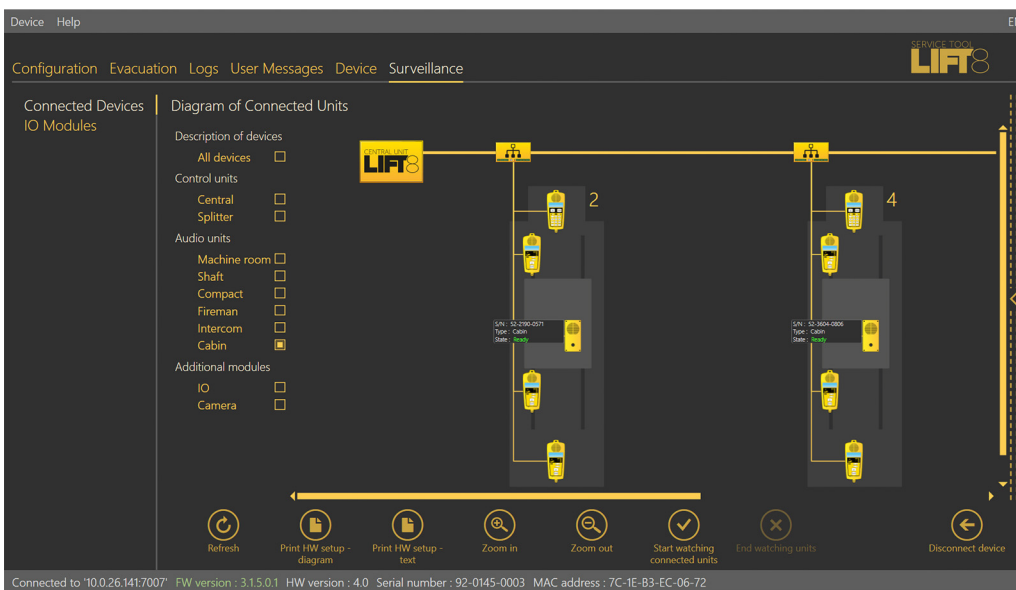 Device Help
SERVICE TOOL
LIFT8
Configuration Evacuation Logs User Messages Device Surveillance
Connected Devices
IO Modules
Diagram of Connected Units
Description of devices
All devices
Control units
Central
Splitter
Audio units
Machine room
Shaft
Compact
Fireman
Intercom
Cabin
Additional modules
IO
Camera
CENTRAL UNIT
LIFT8
2
4
S/N : 52-2190-0571
Type : Cabin
State : Ready
S/N : 52-3604-0806
Type : Cabin
State : Ready
Refresh
Print HW setup -
diagram
Print HW setup -
text
Zoom in
Zoom out
Start watching
connected units
End watching units
Disconnect device
Connected to '10.0.26.141:7007' FW version : 3.1.5.0.1 HW version : 4.0 Serial number : 92-0145-0003 MAC address : 7C-1E-B3-EC-06-72